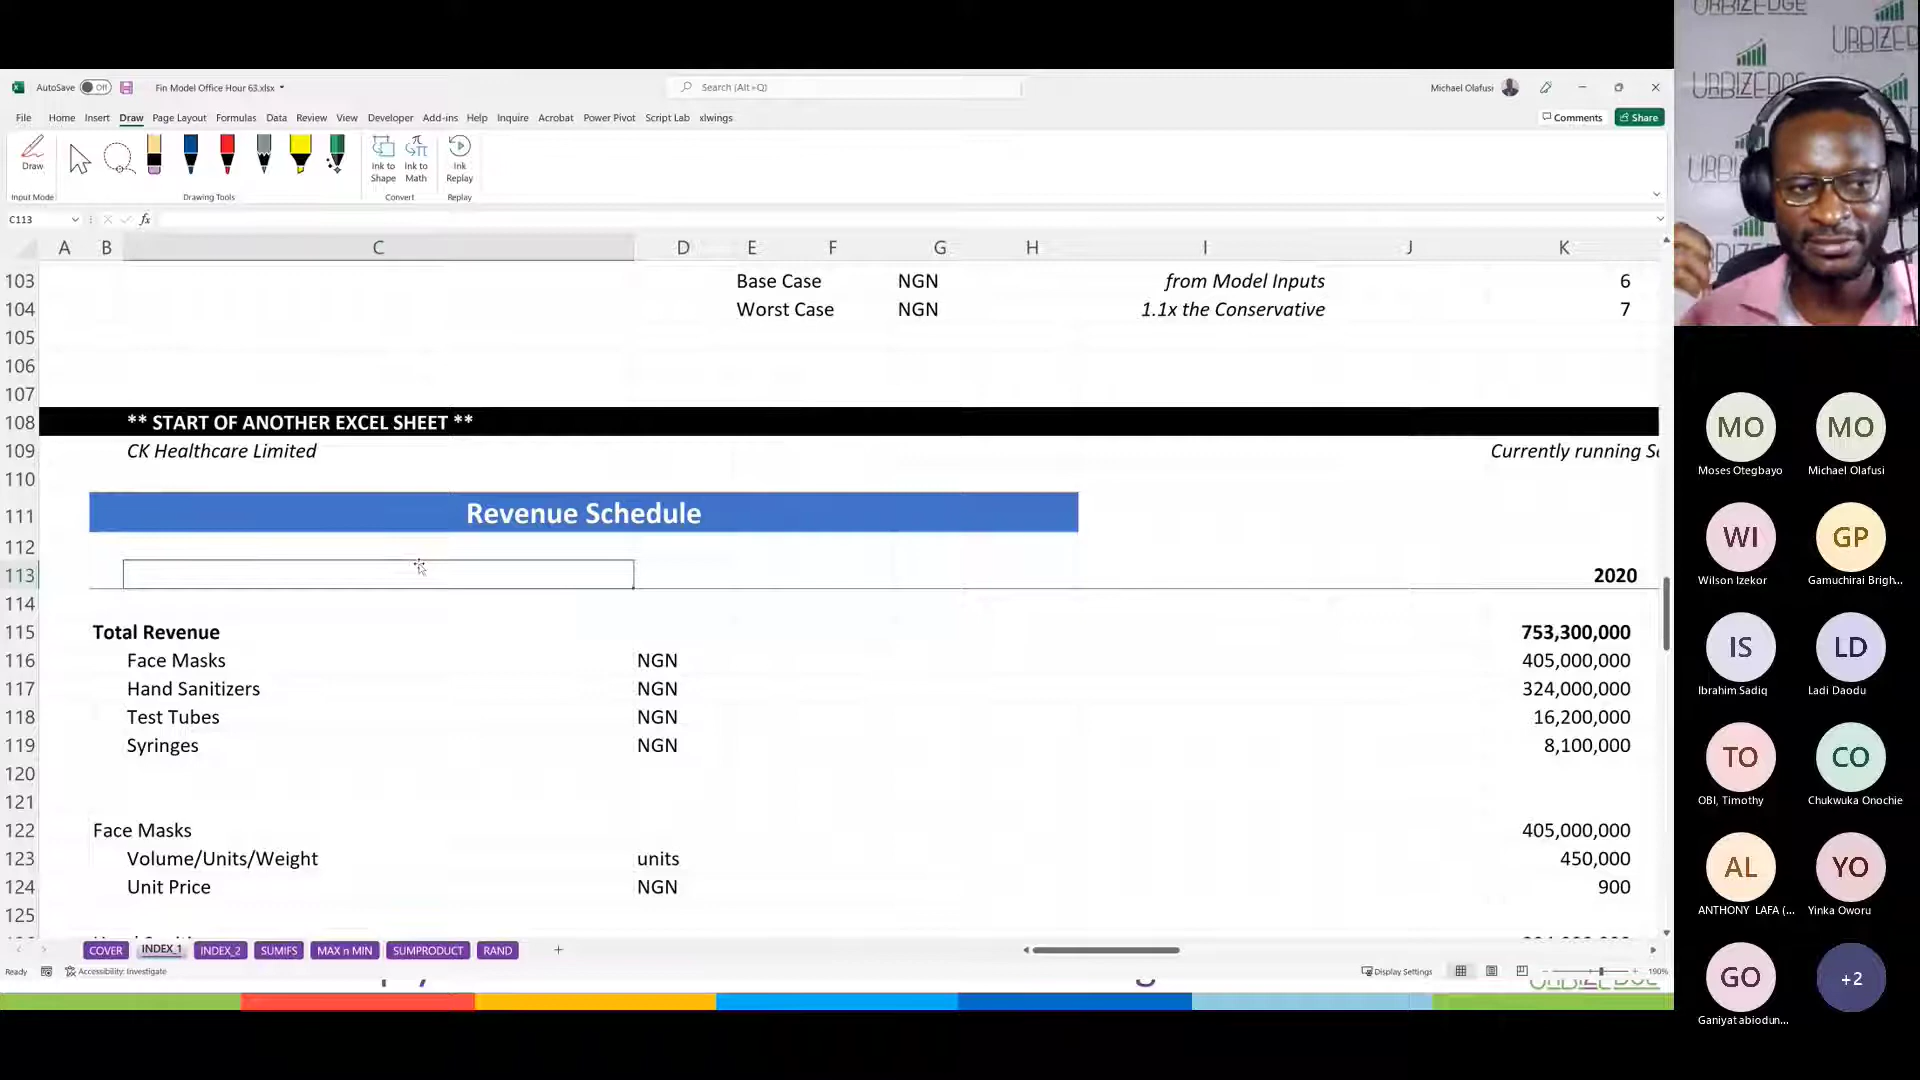 AutoSave Off
Fin Model Office Hour 63.xlsx
Search (Alt+Q)
Michael Olafusi
File Home Insert Draw Page Layout Formulas Data Review View Developer Add-ins Help Inquire Acrobat Power Pivot Script Lab xlwings
Comments Share
Draw
Ink to Shape
Ink to Math
Ink Replay
Input Mode Drawing Tools Convert Replay
C113 fx
A B C D E F G H I J K
103 Base Case NGN from Model Inputs 6
104 Worst Case NGN 1.1x the Conservative 7
105
106
107
108 ** START OF ANOTHER EXCEL SHEET **
109 CK Healthcare Limited Currently running
110
111 Revenue Schedule
112
113 2020
114
115 Total Revenue 753,300,000
116 Face Masks NGN 405,000,000
117 Hand Sanitizers NGN 324,000,000
118 Test Tubes NGN 16,200,000
119 Syringes NGN 8,100,000
120
121
122 Face Masks 405,000,000
123 Volume/Units/Weight units 450,000
124 Unit Price NGN 900
125
COVER INDEX_1 INDEX_2 SUMIFS MAX n MIN SUMPRODUCT RAND
Ready Accessibility: Investigate Display Settings 190%
URBIZEDGE
MO MO
Moses Otegbayo Michael Olafusi
WI GP
Wilson Izekor Gamuchirai Brigh...
IS LD
Ibrahim Sadiq Ladi Daodu
TO CO
OBI, Timothy Chukwuka Onochie
AL YO
ANTHONY LAFA (... Yinka Oworu
GO +2
Ganiyat abiodun...